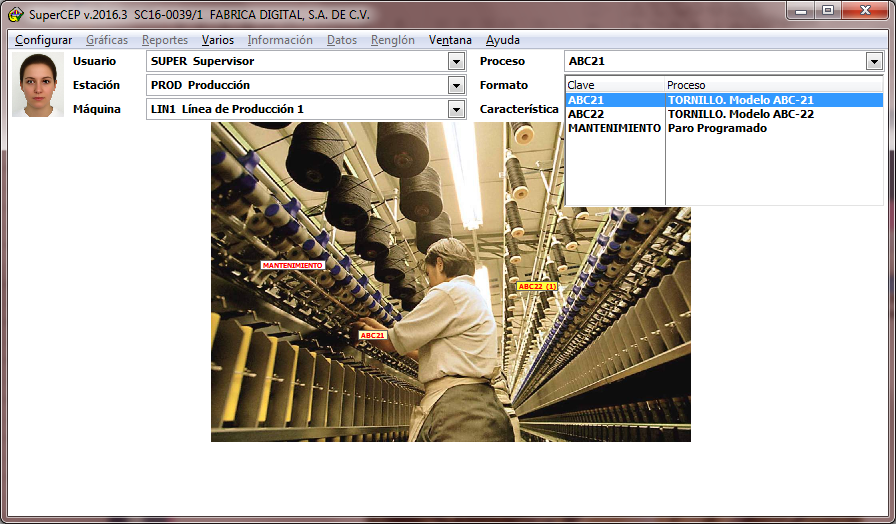 SuperCEP v.2016.3  SC16-0039/1  FABRICA DIGITAL, S.A. DE C.V.
Configurar Gráficas Reportes Varios Información Datos Renglón Ventana Ayuda
Usuario SUPER Supervisor Proceso ABC21
Estación PROD Producción Formato
Máquina LIN1 Línea de Producción 1 Característica
Clave Proceso
ABC21 TORNILLO. Modelo ABC-21
ABC22 TORNILLO. Modelo ABC-22
MANTENIMIENTO Paro Programado
MANTENIMIENTO
ABC22 (1)
ABC21